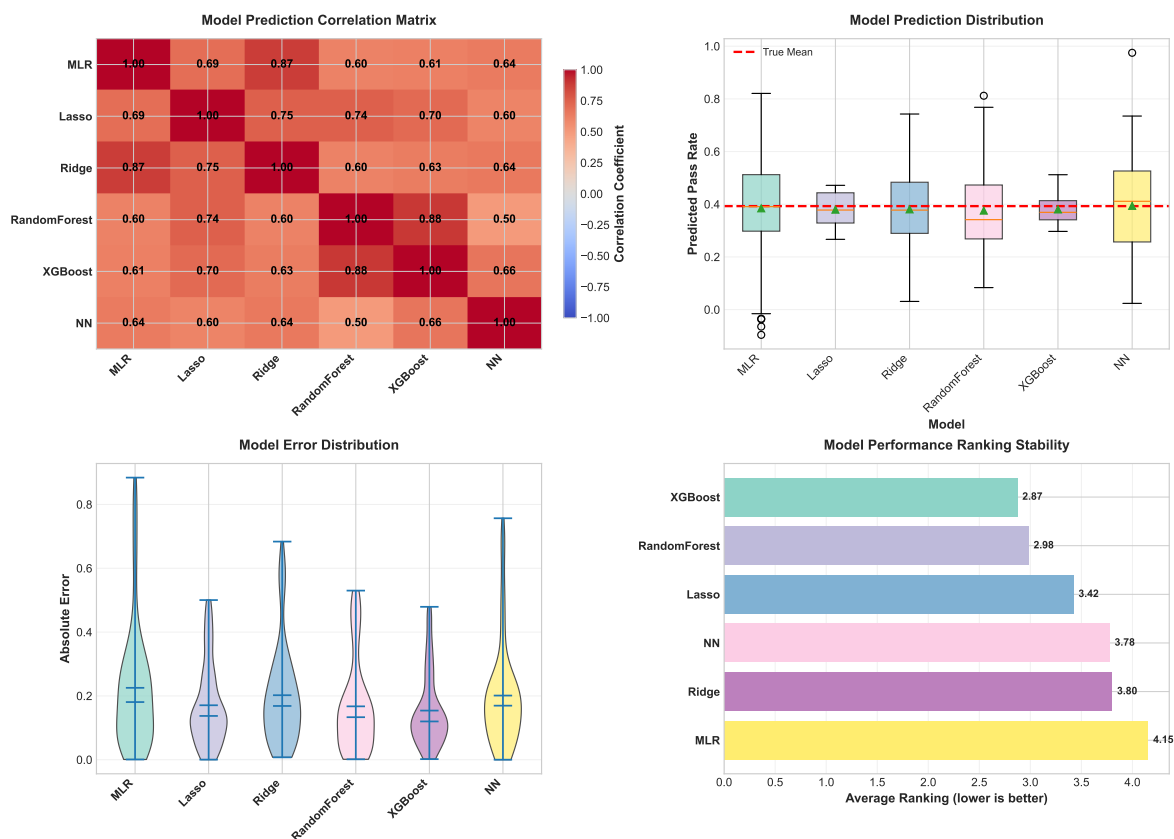 Model Prediction Correlation Matrix
MLR 1.00 0.69 0.87 0.60 0.61 0.64
Lasso 0.69 1.00 0.75 0.74 0.70 0.60
Ridge 0.87 0.75 1.00 0.60 0.63 0.64
RandomForest 0.60 0.74 0.60 1.00 0.88 0.50
XGBoost 0.61 0.70 0.63 0.88 1.00 0.66
NN 0.64 0.60 0.64 0.50 0.66 1.00
MLR Lasso Ridge RandomForest XGBoost NN
1.00
0.75
0.50
0.25
0.00
−0.25
−0.50
−0.75
−1.00
Correlation Coefficient
Model Prediction Distribution
True Mean
1.0
0.8
0.6
0.4
0.2
0.0
Predicted Pass Rate
MLR Lasso Ridge RandomForest XGBoost NN
Model
Model Error Distribution
0.8
0.6
0.4
0.2
0.0
Absolute Error
MLR Lasso Ridge RandomForest XGBoost NN
Model Performance Ranking Stability
XGBoost 2.87
RandomForest 2.98
Lasso 3.42
NN 3.78
Ridge 3.80
MLR 4.15
0.0 0.5 1.0 1.5 2.0 2.5 3.0 3.5 4.0
Average Ranking (lower is better)